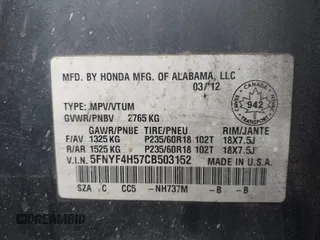 MFD. BY HONDA MFG. OF ALABAMA, LLC
03/12
TYPE: MPV/VTUM
GVWR/PNBV 2765 KG
CANADA
942
TRANSPORT
GAWR/PNBE TIRE/PNEU RIM/JANTE
F/AV 1325 KG P235/60R18 102T 18X7.5J
R/AR 1525 KG P235/60R18 102T 18X7.5J
V.I.N. 5FNYF4H57CB503152 MADE IN U.S.A.
SZA C CC5 -NH737M -B -B
DREAMBID